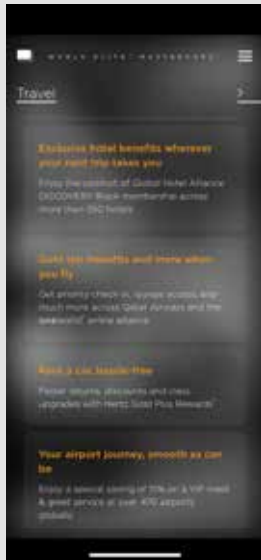 WORLD ELITE MASTERCARD
Travel
Exclusive hotel benefits wherever
your next trip takes you
Enjoy the comfort of Global Hotel Alliance
DISCOVERY Black membership across
more than
hotels
Gold tier benefits and more when
you fly
Get priority check-in, lounge access, and
much more across Qatar Airways and the
oneworld® airline alliance
Rent a car hassle-free
Faster returns, discounts and class
upgrades with Hertz Gold Plus Rewards®
Your airport journey, smooth as can
be
Enjoy a special saving of 15% on a VIP meet
& greet service at over 470 airports
globally